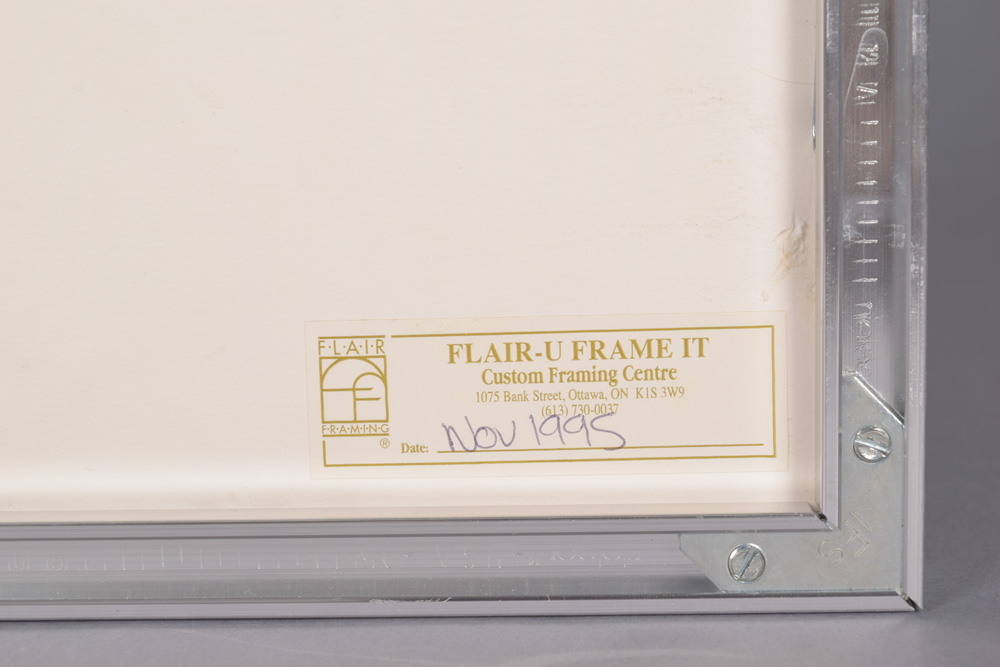 F·L·A·I·R
F·R·A·M·I·N·G
®
FLAIR-U FRAME IT
Custom Framing Centre
1075 Bank Street, Ottawa, ON K1S 3W9
(613) 730-0037
Date: Nov 1995